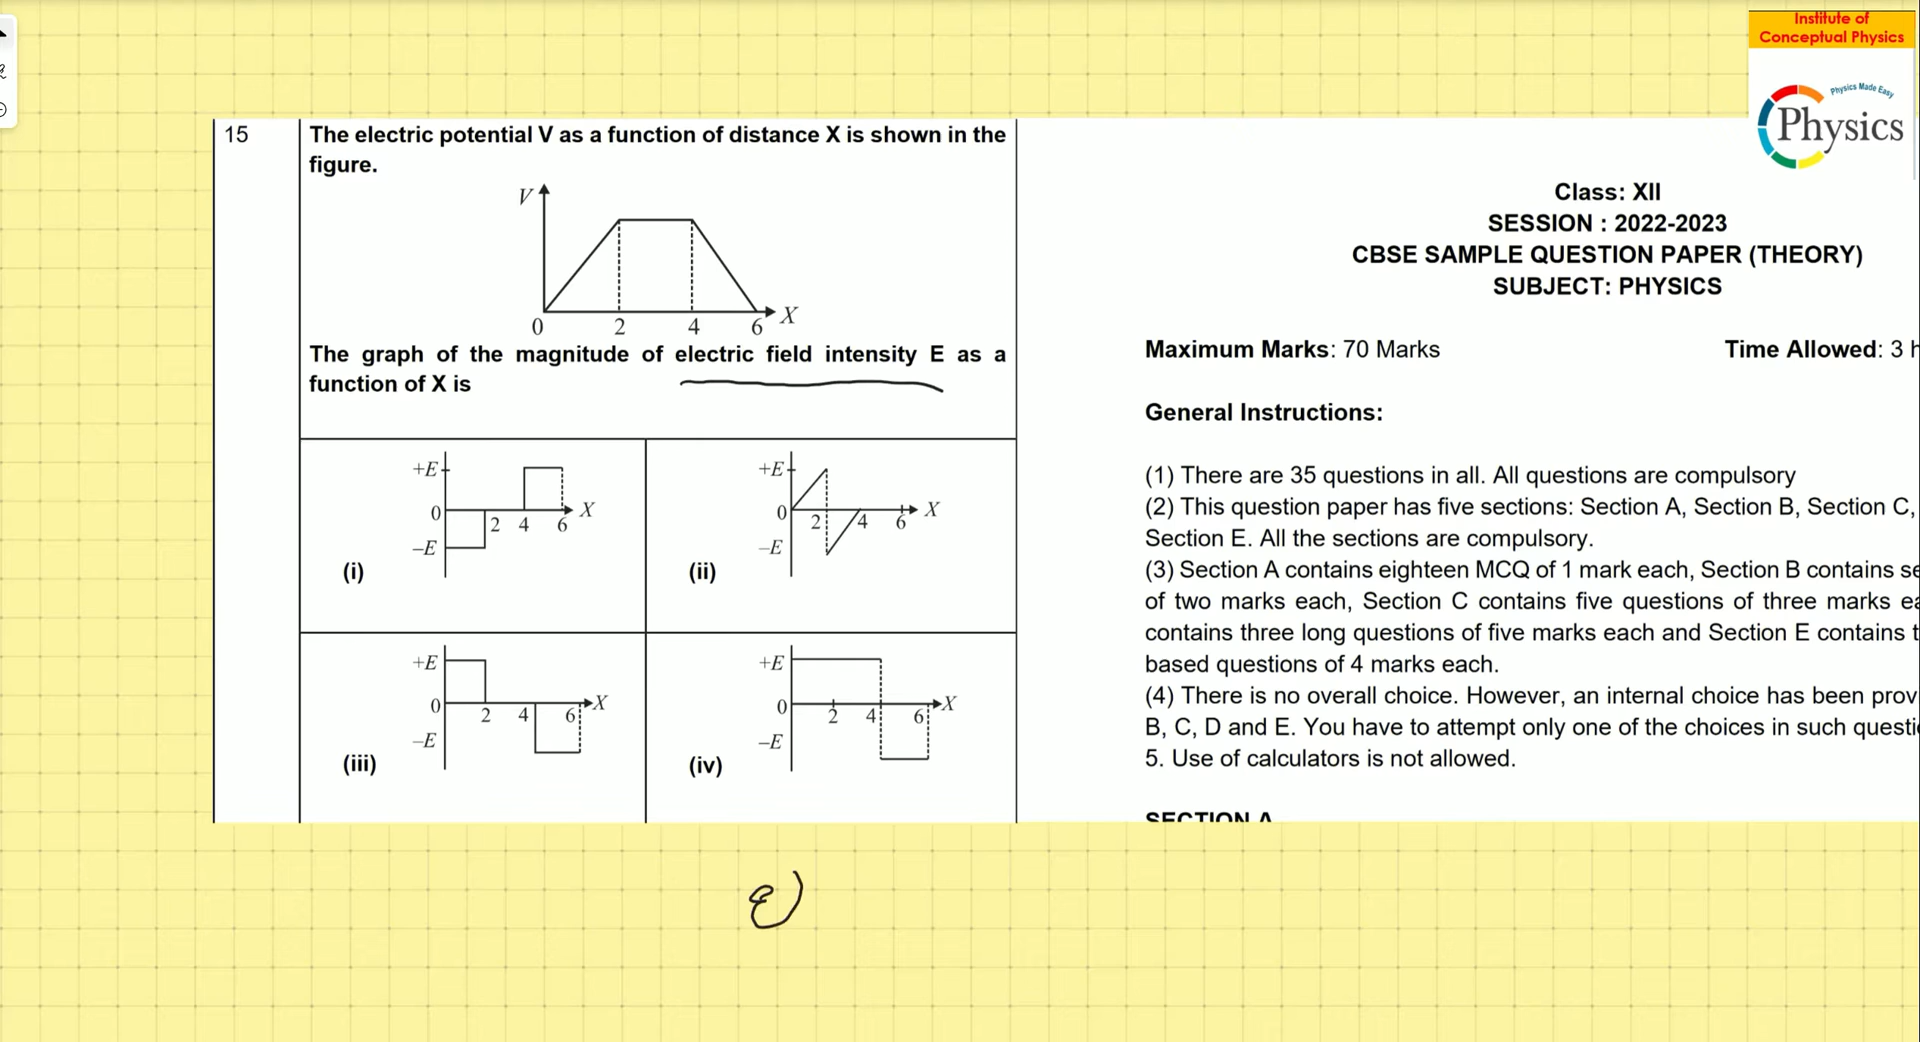 Institute of
Conceptual Physics
Physics Made Easy
Physics
15
The electric potential V as a function of distance X is shown in the
figure.
V
0 2 4 6 X
The graph of the magnitude of electric field intensity E as a
function of X is
(i)
+E
0 2 4 6 X
–E
(ii)
+E
0 2 4 6 X
–E
(iii)
+E
0 2 4 6 X
–E
(iv)
+E
0 2 4 6 X
–E
Class: XII
SESSION : 2022-2023
CBSE SAMPLE QUESTION PAPER (THEORY)
SUBJECT: PHYSICS
Maximum Marks: 70 Marks Time Allowed: 3
General Instructions:
(1) There are 35 questions in all. All questions are compulsory
(2) This question paper has five sections: Section A, Section B, Section C,
Section E. All the sections are compulsory.
(3) Section A contains eighteen MCQ of 1 mark each, Section B contains
of two marks each, Section C contains five questions of three marks
contains three long questions of five marks each and Section E contains
based questions of 4 marks each.
(4) There is no overall choice. However, an internal choice has been
B, C, D and E. You have to attempt only one of the choices in such
5. Use of calculators is not allowed.
SECTION A